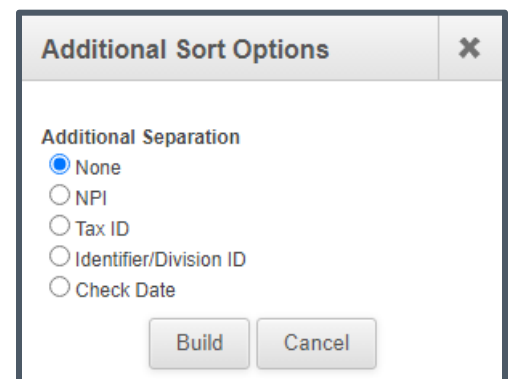 Additional Sort Options
Additional Separation
None
NPI
Tax ID
Identifier/Division ID
Check Date
Build Cancel